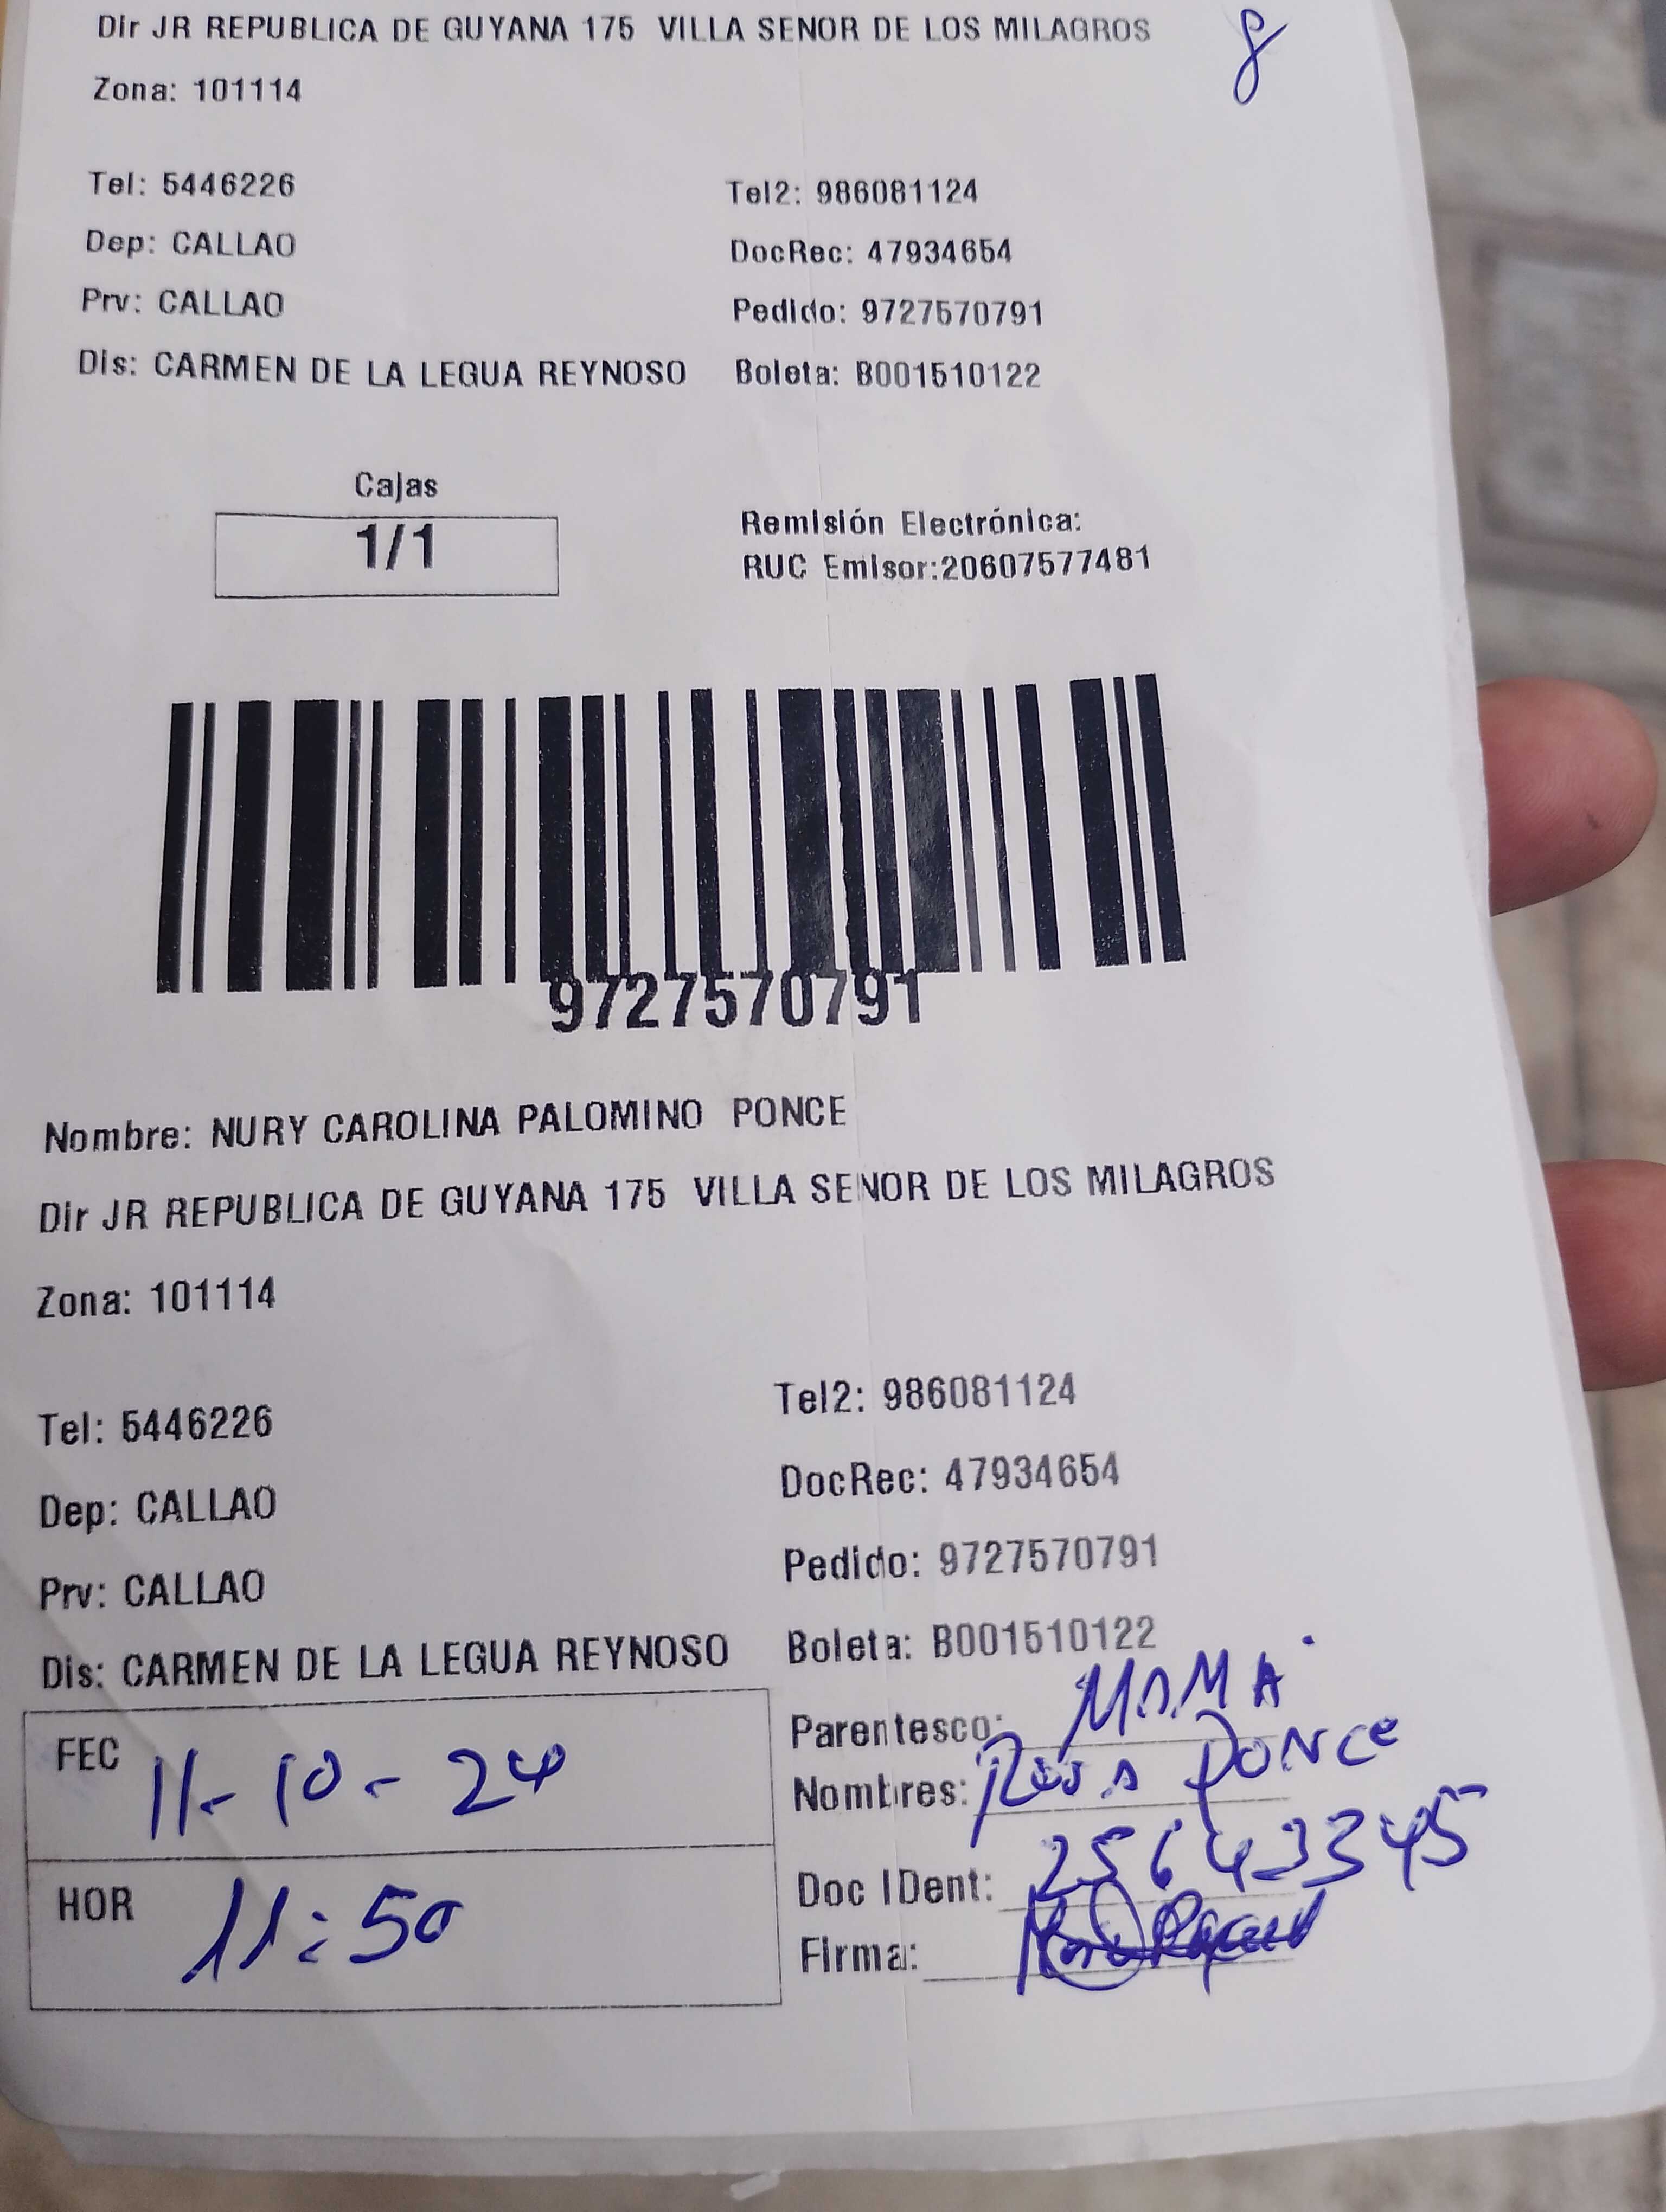 Dir JR REPUBLICA DE GUYANA 175 VILLA SENOR DE LOS MILAGROS
8
Zona: 101114
Tel: 5446226 Tel2: 986081124
Dep: CALLAO DocRec: 47934654
Prv: CALLAO Pedido: 9727570791
Dis: CARMEN DE LA LEGUA REYNOSO Boleta: B001510122
Cajas
1/1
Remisión Electrónica:
RUC Emisor:20607577481
9727570791
Nombre: NURY CAROLINA PALOMINO PONCE
Dir JR REPUBLICA DE GUYANA 175 VILLA SENOR DE LOS MILAGROS
Zona: 101114
Tel: 5446226 Tel2: 986081124
Dep: CALLAO DocRec: 47934654
Prv: CALLAO Pedido: 9727570791
Dis: CARMEN DE LA LEGUA REYNOSO Boleta: B001510122
FEC 11-10-24
HOR 11:50
Parentesco: MAMA
Nombres: Rosa PONCE
Doc IDent:
Firma: